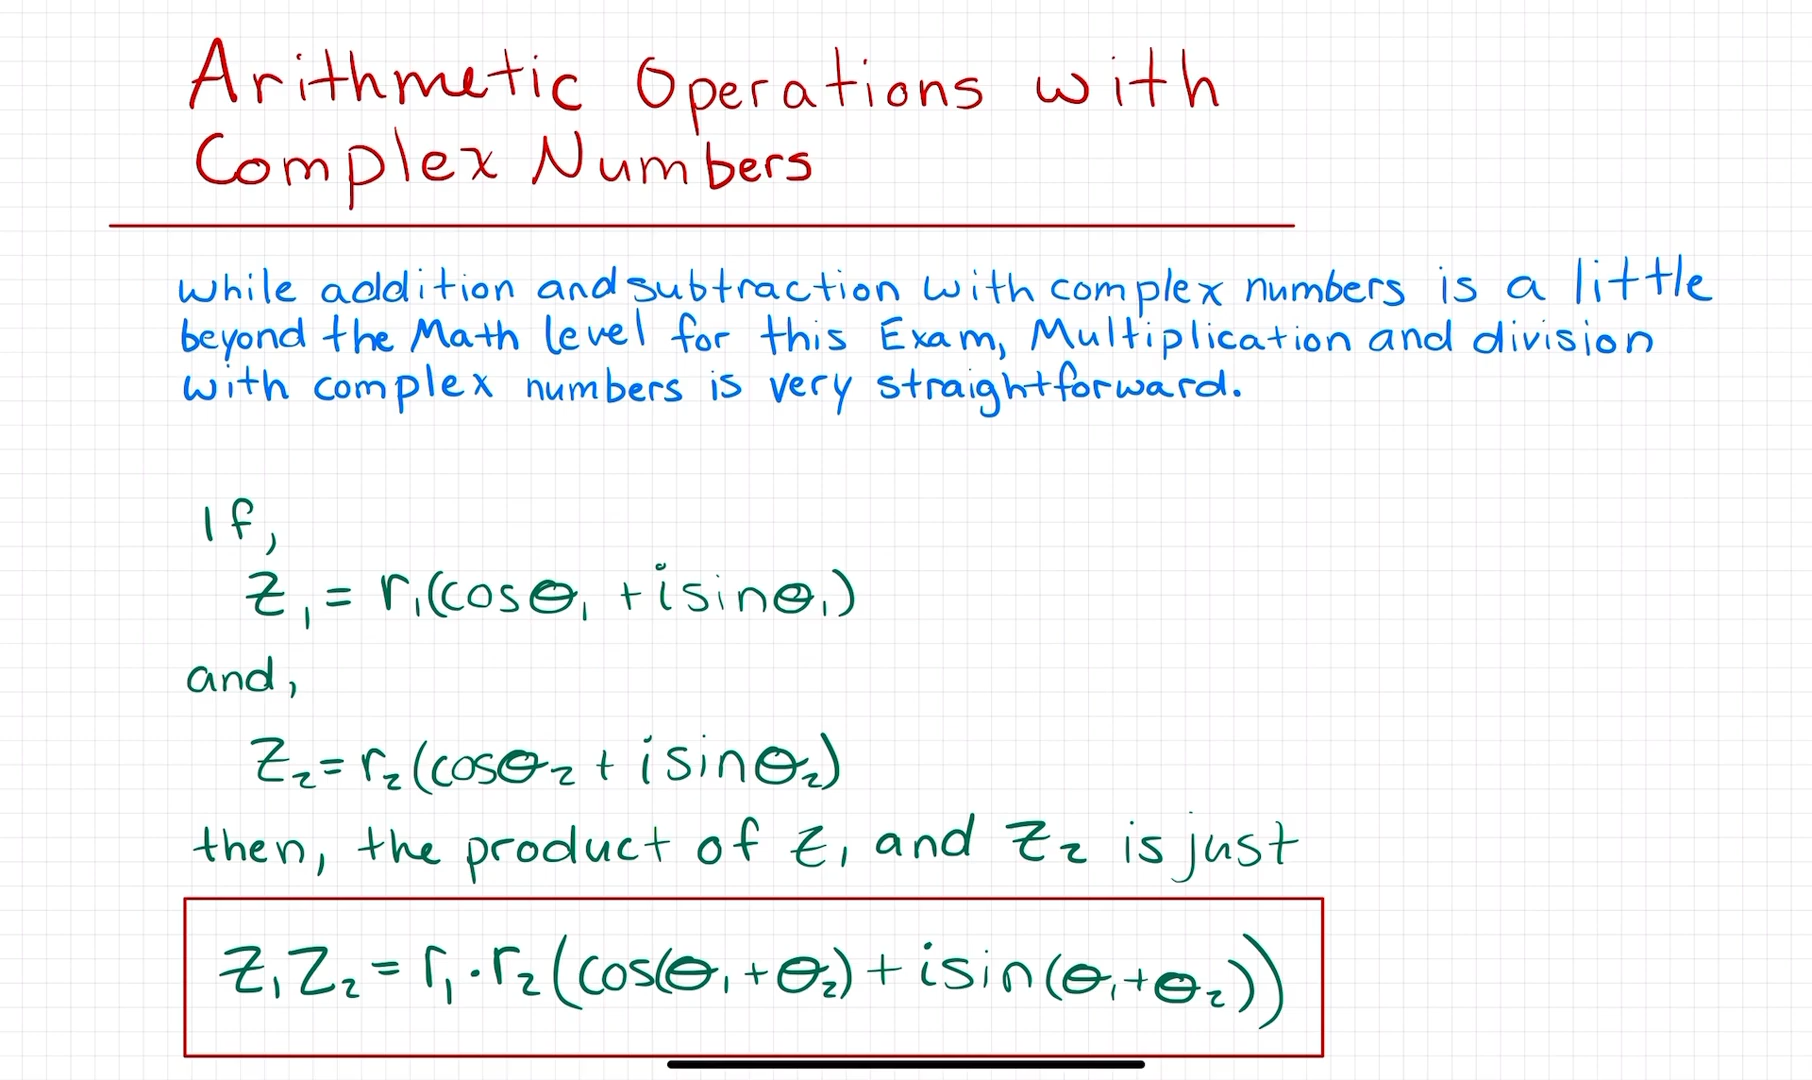 Arithmetic Operations with
Complex Numbers
while addition and subtraction with complex numbers is a little
beyond the Math level for this Exam, Multiplication and division
with complex numbers is very straightforward.
If,
z₁ = r₁(cosθ₁ + isinθ₁)
and,
z₂ = r₂(cosθ₂ + isinθ₂)
then, the product of z₁ and z₂ is just
z₁z₂ = r₁·r₂(cos(θ₁+θ₂) + isin(θ₁+θ₂))